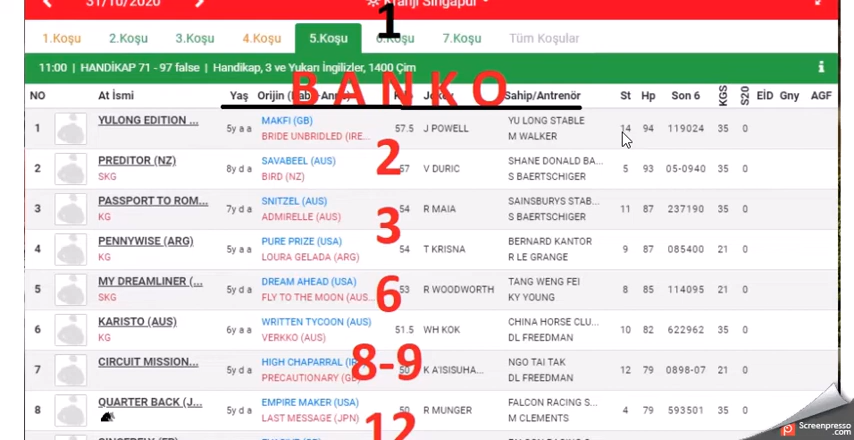 31/10/2020 Kranji Singapur
1
1.Koşu 2.Koşu 3.Koşu 4.Koşu 5.Koşu 6.Koşu 7.Koşu Tüm Koşular
11:00 | HANDİKAP 71 - 97 false | Handikap, 3 ve Yukarı İngilizler, 1400 Çim
BANKO
NO At İsmi Yaş Orijin Sahip/Antrenör St Hp Son 6 KGS S20 EİD Gny AGF
1 YULONG EDITION ... 5y a a MAKFI (GB) 57.5 J POWELL YU LONG STABLE 14 94 119024 35 0
BRIDE UNBRIDLED (IRE... M WALKER
2
2 PREDITOR (NZ) 8y d a SAVABEEL (AUS) 57 V DURIC SHANE DONALD BA... 5 93 05-0940 35 0
SKG BIRD (NZ) S BAERTSCHIGER
3
3 PASSPORT TO ROM... 7y d a SNITZEL (AUS) 54 R MAIA SAINSBURYS STAB... 11 87 237190 35 0
KG ADMIRELLE (AUS) S BAERTSCHIGER
4 PENNYWISE (ARG) 5y a a PURE PRIZE (USA) 54 T KRISNA BERNARD KANTOR 9 87 085400 21 0
KG LOURA GELADA (ARG) R LE GRANGE
6
5 MY DREAMLINER (... 5y d a DREAM AHEAD (USA) 53 R WOODWORTH TANG WENG FEI 8 85 114095 21 0
SKG FLY TO THE MOON (AUS... KY YOUNG
6 KARISTO (AUS) 6y a a WRITTEN TYCOON (AUS) 51.5 WH KOK CHINA HORSE CLU... 10 82 622962 35 0
KG VERKKO (AUS) DL FREEDMAN
8-9
7 CIRCUIT MISSION... 5y d a HIGH CHAPARRAL 50 K A'ISISUHA... NGO TAI TAK 12 79 0898-07 21 0
PRECAUTIONARY DL FREEDMAN
8 QUARTER BACK (J... 5y d a EMPIRE MAKER (USA) 50 R MUNGER FALCON RACING S... 4 79 593501 35 0
LAST MESSAGE (JPN) M CLEMENTS
12
Screenpresso
.com